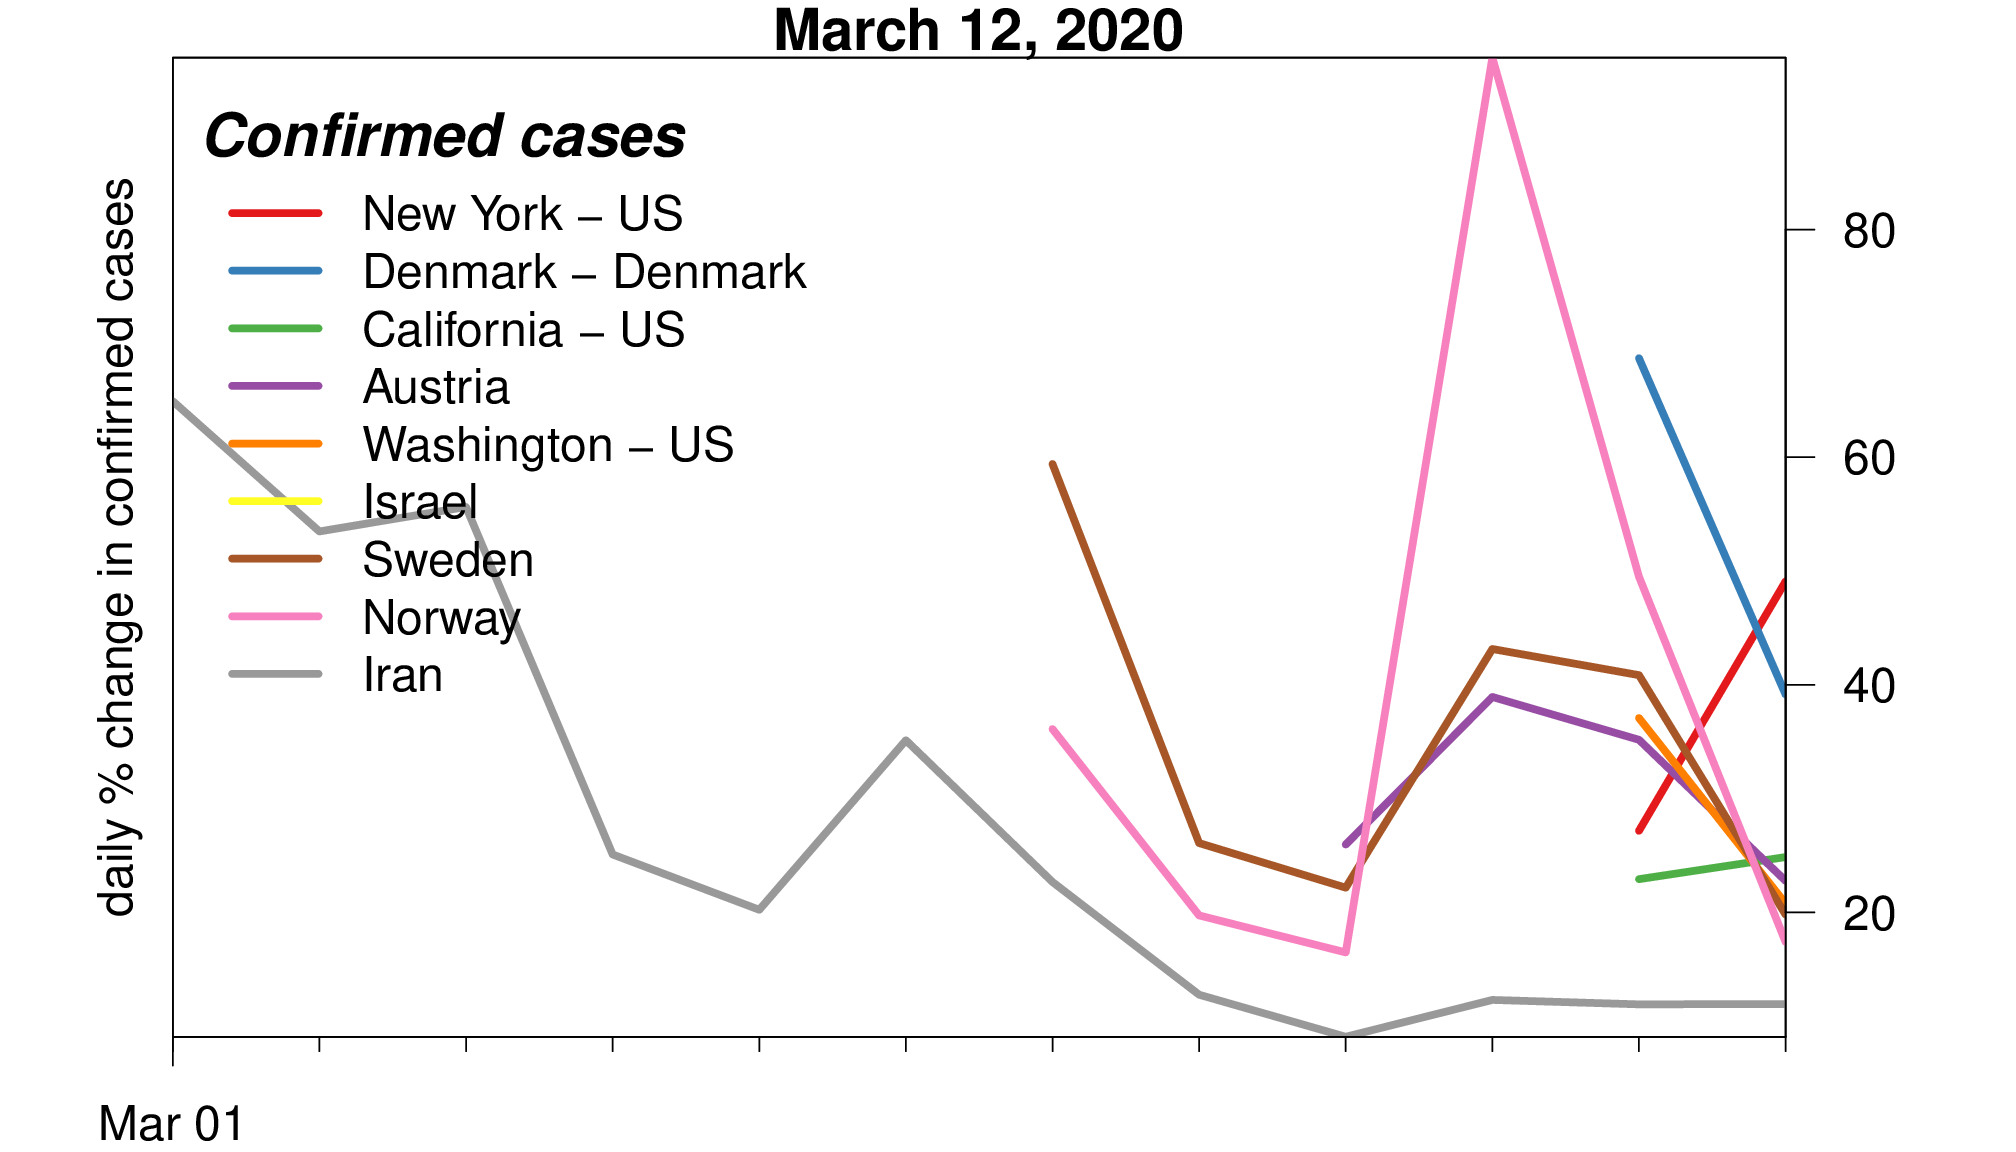 March 12, 2020
Confirmed cases
New York – US
Denmark – Denmark
California – US
Austria
Washington – US
Israel
Sweden
Norway
Iran
daily % change in confirmed cases
80
60
40
20
Mar 01